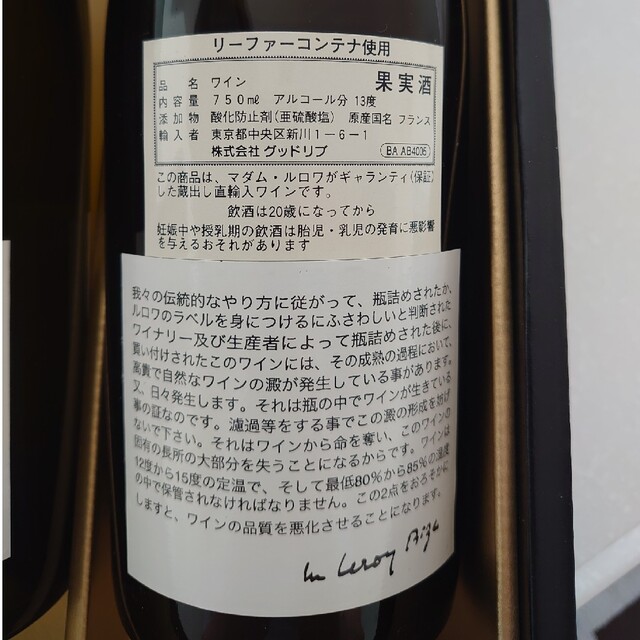 リーファーコンテナ使用
品 名 ワイン 果実酒
内容量 750㎖ アルコール分 13度
添加物 酸化防止剤(亜硫酸塩) 原産国名 フランス
輸入者 東京都中央区新川1-6-1
株式会社 グッドリブ BA AB4006
この商品は、マダム・ルロワがギャランティ(保証)
した蔵出し直輸入ワインです。
飲酒は20歳になってから
妊娠中や授乳期の飲酒は胎児・乳児の発育に悪影響
を与えるおそれがあります
我々の伝統的なやり方に従がって、瓶詰めされたか、
ルロワのラベルを身につけるにふさわしいと判断された
ワイナリー及び生産者によって瓶詰めされた後に、
買い付けされたこのワインには、その成熟の過程において、
高貴で自然なワインの澱が発生している事があります。
又、日々発生します。それは瓶の中でワインが生きている
事の証なのです。濾過等をする事でこの澱の形成を妨げ
ないで下さい。それはワインから命を奪い、このワインの
固有の長所の大部分を失うことになるからです。ワインは
12度から15度の定温で、そして最低80%から85%の湿度
の中で保管されなければなりません。この2点をおろそかに
しますと、ワインの品質を悪化させることになります。
Leroy